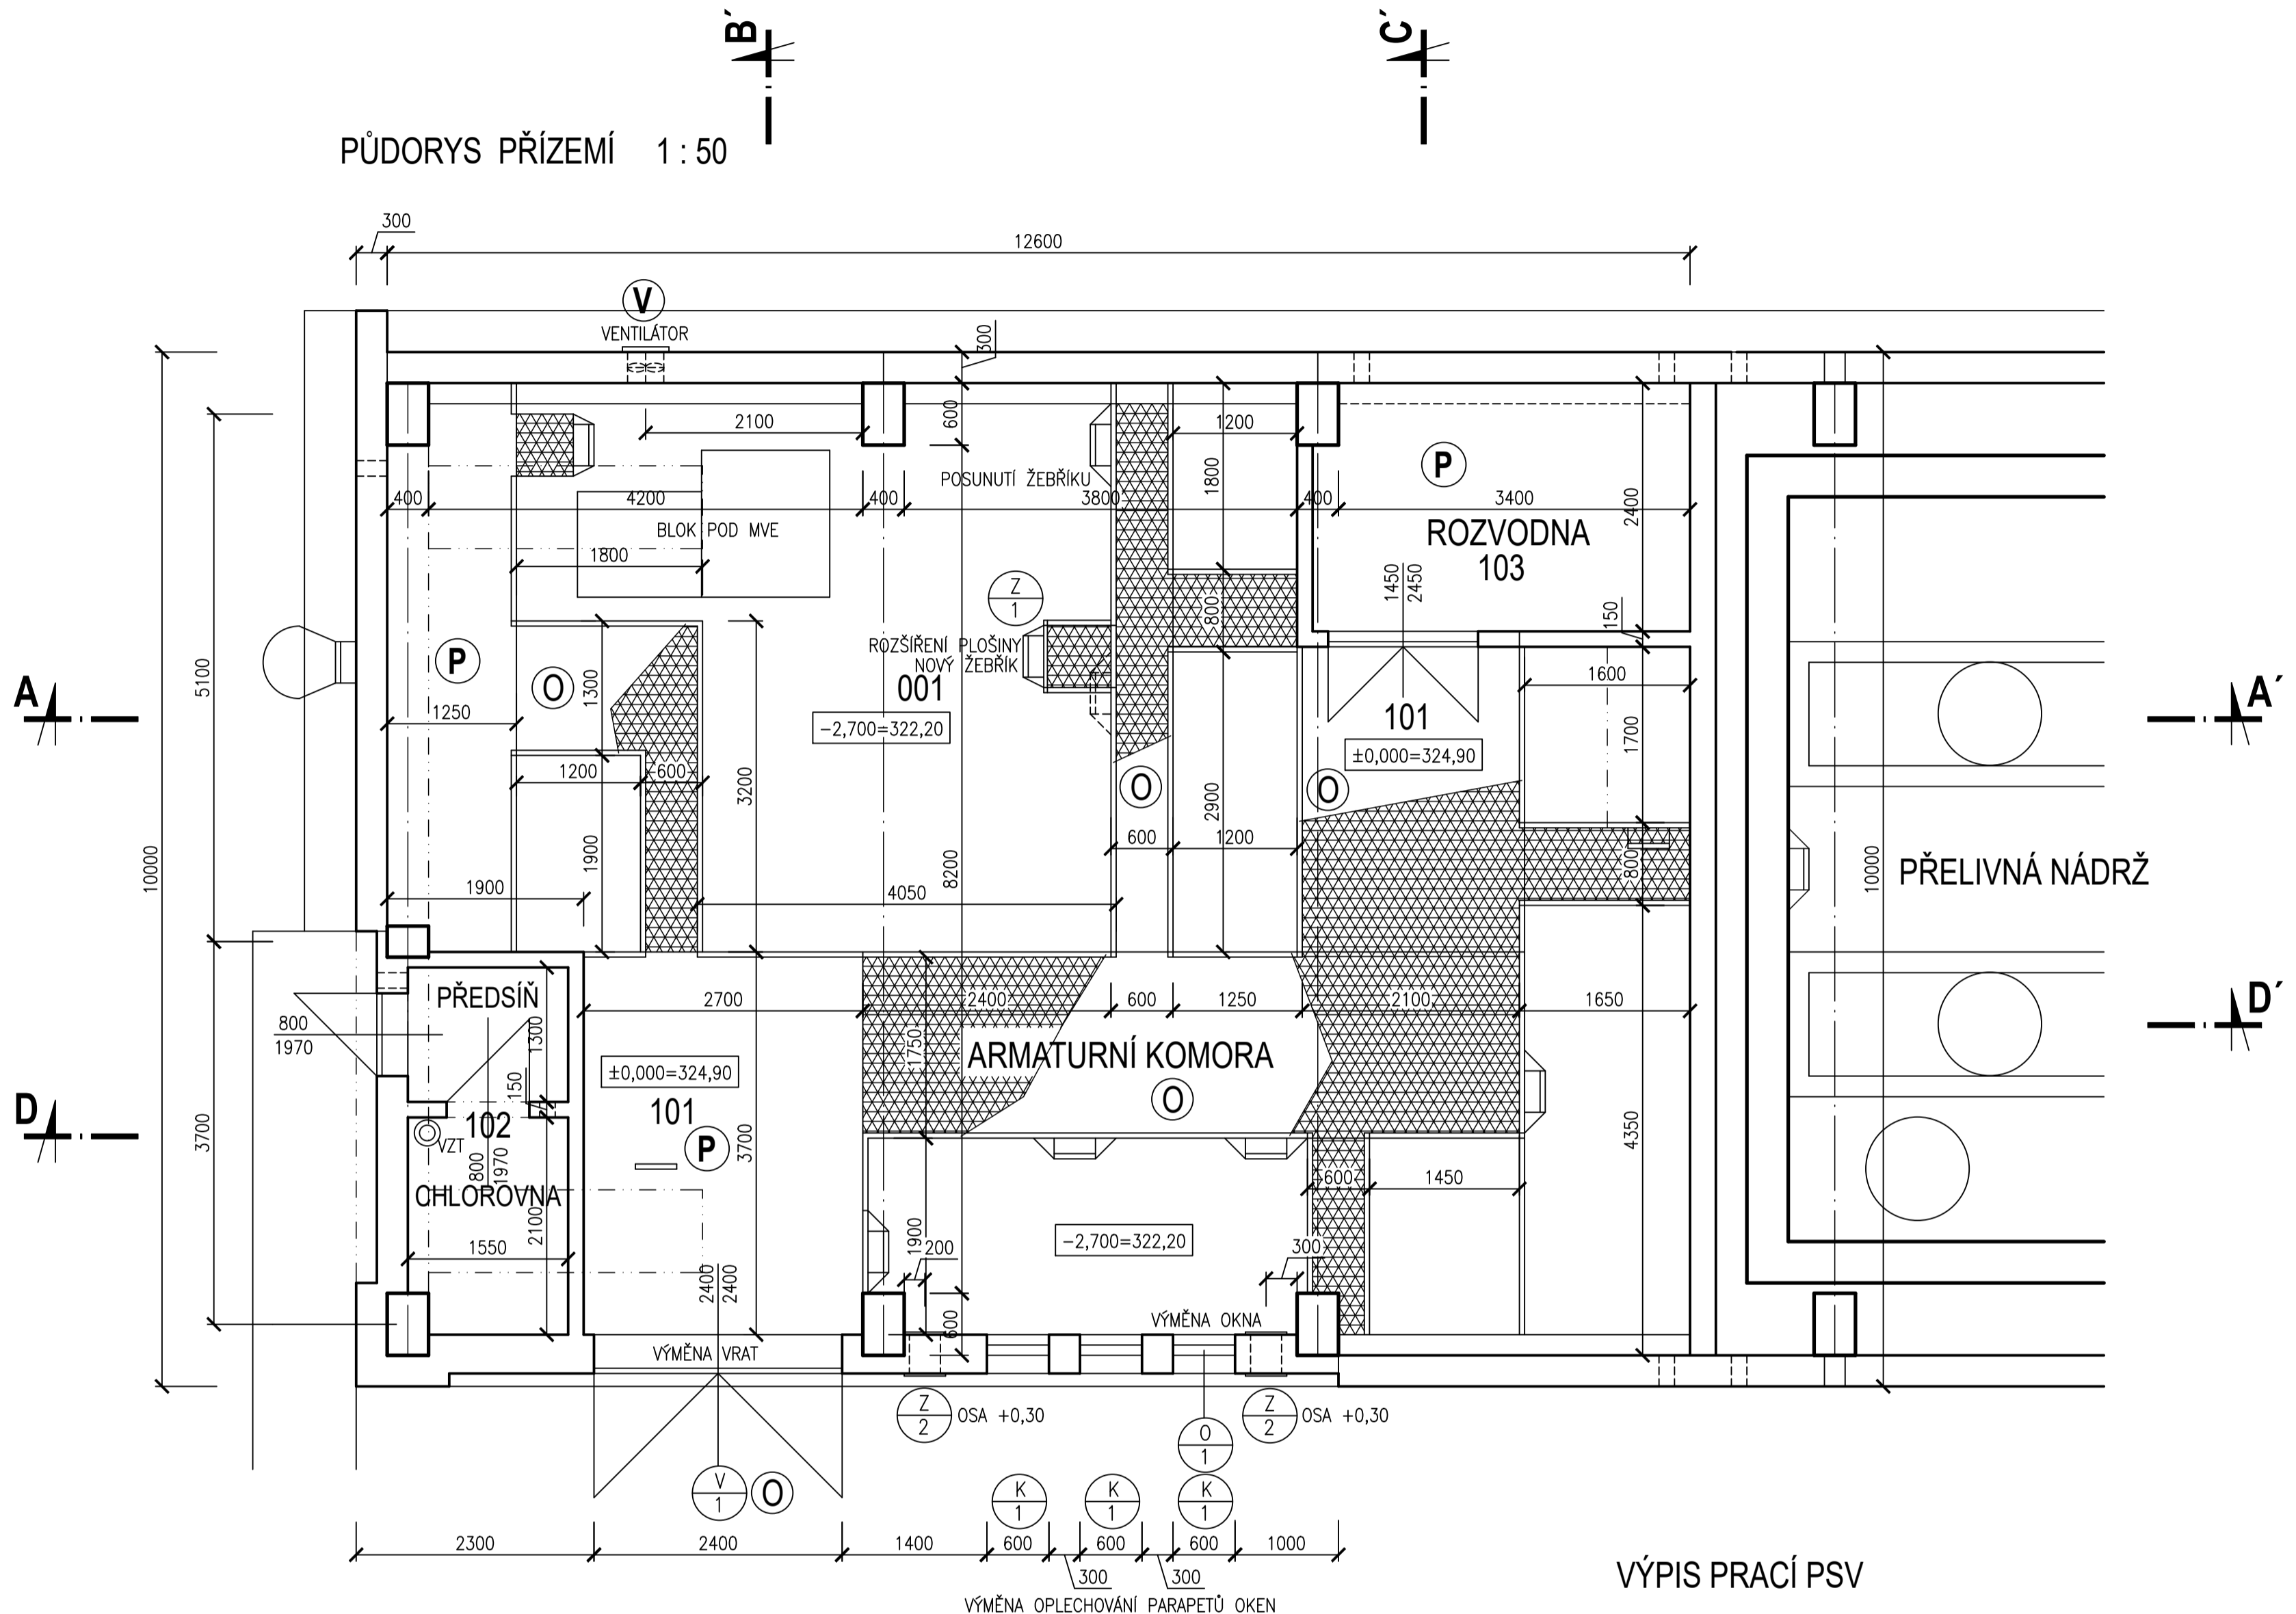 B´
C´
PŮDORYS PŘÍZEMÍ 1 : 50
300
12600
V
VENTILÁTOR
300
600
2100
1200
P
POSUNUTÍ ŽEBŘÍKU
1800
400
4200
400
3800
400
3400
2400
BLOK POD MVE
ROZVODNA
103
1800
Z
1
1450
2450
800
150
5100
P
O
1300
ROZŠÍŘENÍ PLOŠINY
NOVÝ ŽEBŘÍK
001
1600
A
A´
1250
101
−2,700=322,20
±0,000=324,90
1700
1200
600
3200
O
O
2900
10000
1900
600
1200
8200
800
10000
PŘELIVNÁ NÁDRŽ
1900
4050
PŘEDSÍŇ
2700
2400
600
1250
2100
1650
D´
800
1970
1300
1750
ARMATURNÍ KOMORA
±0,000=324,90
150
O
D
102
101
VZT
P
3700
3700
4350
800
1970
CHLOROVNA
600
1450
2100
1550
1900
200
−2,700=322,20
300
2400
2400
600
VÝMĚNA OKNA
VÝMĚNA VRAT
Z
2
OSA +0,30
Z
2
OSA +0,30
O
1
V
1
O
K
1
K
1
K
1
2300
2400
1400
600
600
600
1000
300
300
VÝPIS PRACÍ PSV
VÝMĚNA OPLECHOVÁNÍ PARAPETŮ OKEN